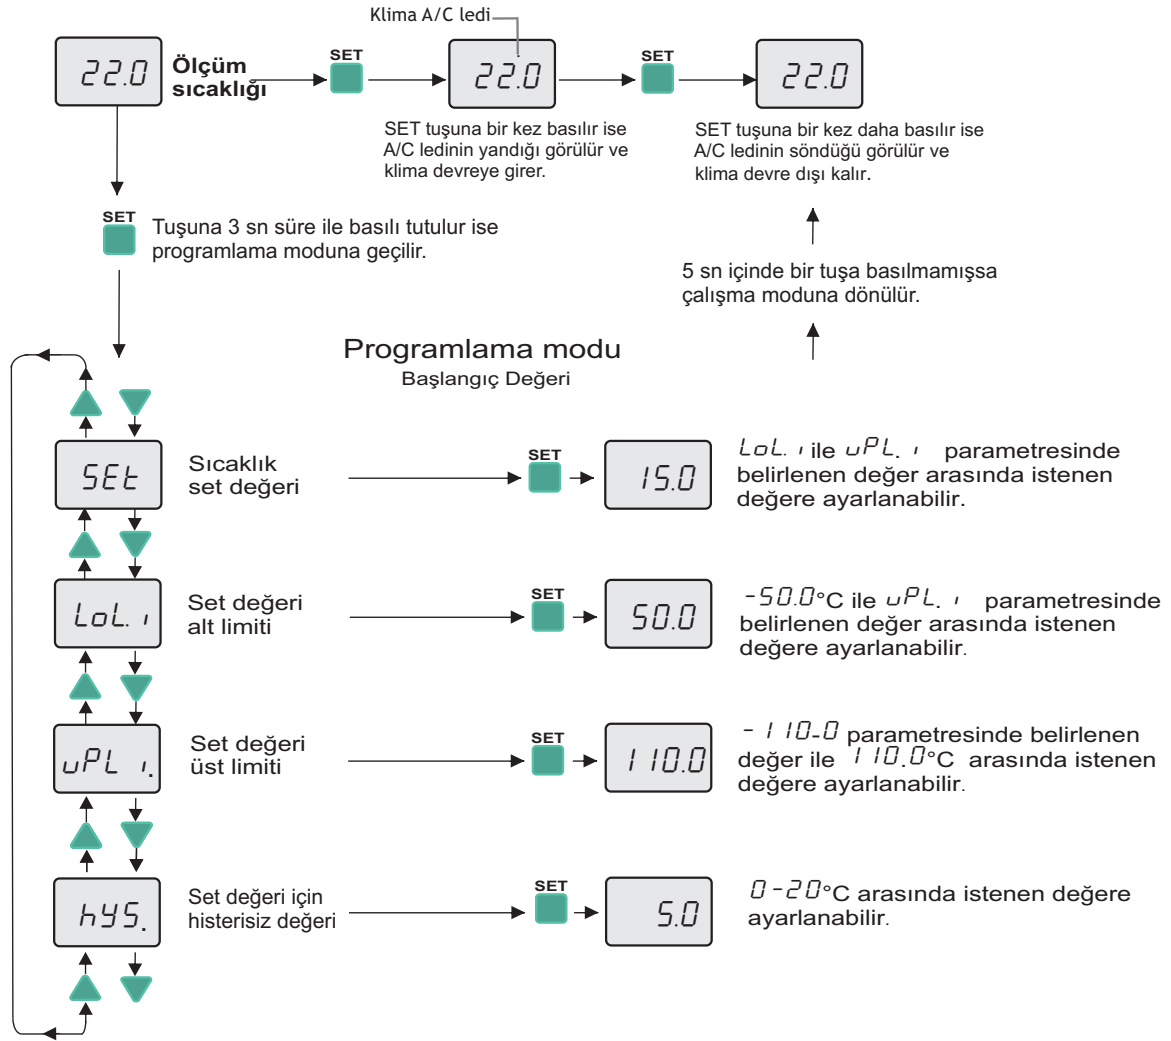 Klima A/C ledi
22.0
Ölçüm
sıcaklığı
SET
22.0
SET
22.0
SET tuşuna bir kez basılır ise
A/C ledinin yandığı görülür ve
klima devreye girer.
SET tuşuna bir kez daha basılır ise
A/C ledinin söndüğü görülür ve
klima devre dışı kalır.
SET
Tuşuna 3 sn süre ile basılı tutulur ise
programlama moduna geçilir.
5 sn içinde bir tuşa basılmamışsa
çalışma moduna dönülür.
Programlama modu
Başlangıç Değeri
SEt
Sıcaklık
set değeri
SET
15.0
LoL. ı ile uPL. ı parametresinde
belirlenen değer arasında istenen
değere ayarlanabilir.
LoL. ı
Set değeri
alt limiti
SET
50.0
-50.0°C ile uPL. ı parametresinde
belirlenen değer arasında istenen
değere ayarlanabilir.
uPL ı.
Set değeri
üst limiti
SET
110.0
-110.0 parametresinde belirlenen
değer ile 110.0°C arasında istenen
değere ayarlanabilir.
hYS.
Set değeri için
histerisiz değeri
SET
5.0
0-20°C arasında istenen değere
ayarlanabilir.